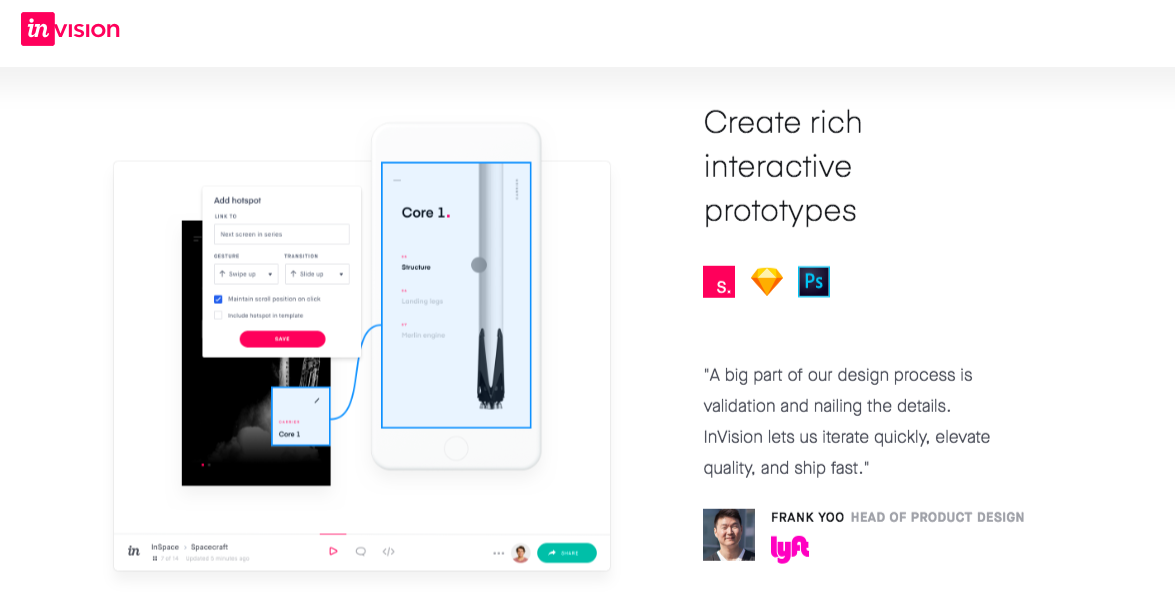 in VISION
Create rich
interactive
prototypes
s.
Ps
Add hotspot
LINK TO
Next screen in series
GESTURE TRANSITION
Swipe up Slide up
Maintain scroll position on click
Include hotspot in template
SAVE
CARRIER
Core 1
Core 1.
Structure
Landing legs
Merlin engine
in InSpace > Spacecraft
7 of 14 Updated 5 minutes ago
</> SHARE
"A big part of our design process is
validation and nailing the details.
InVision lets us iterate quickly, elevate
quality, and ship fast."
FRANK YOO HEAD OF PRODUCT DESIGN
lyft